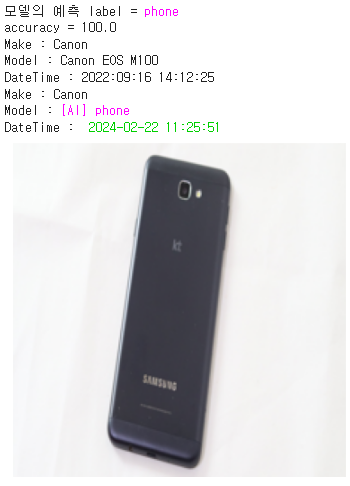 모델의 예측 label = phone
accuracy = 100.0
Make : Canon
Model : Canon EOS M100
DateTime : 2022:09:16 14:12:25
Make : Canon
Model : [AI] phone
DateTime :  2024-02-22 11:25:51
kt
SAMSUNG